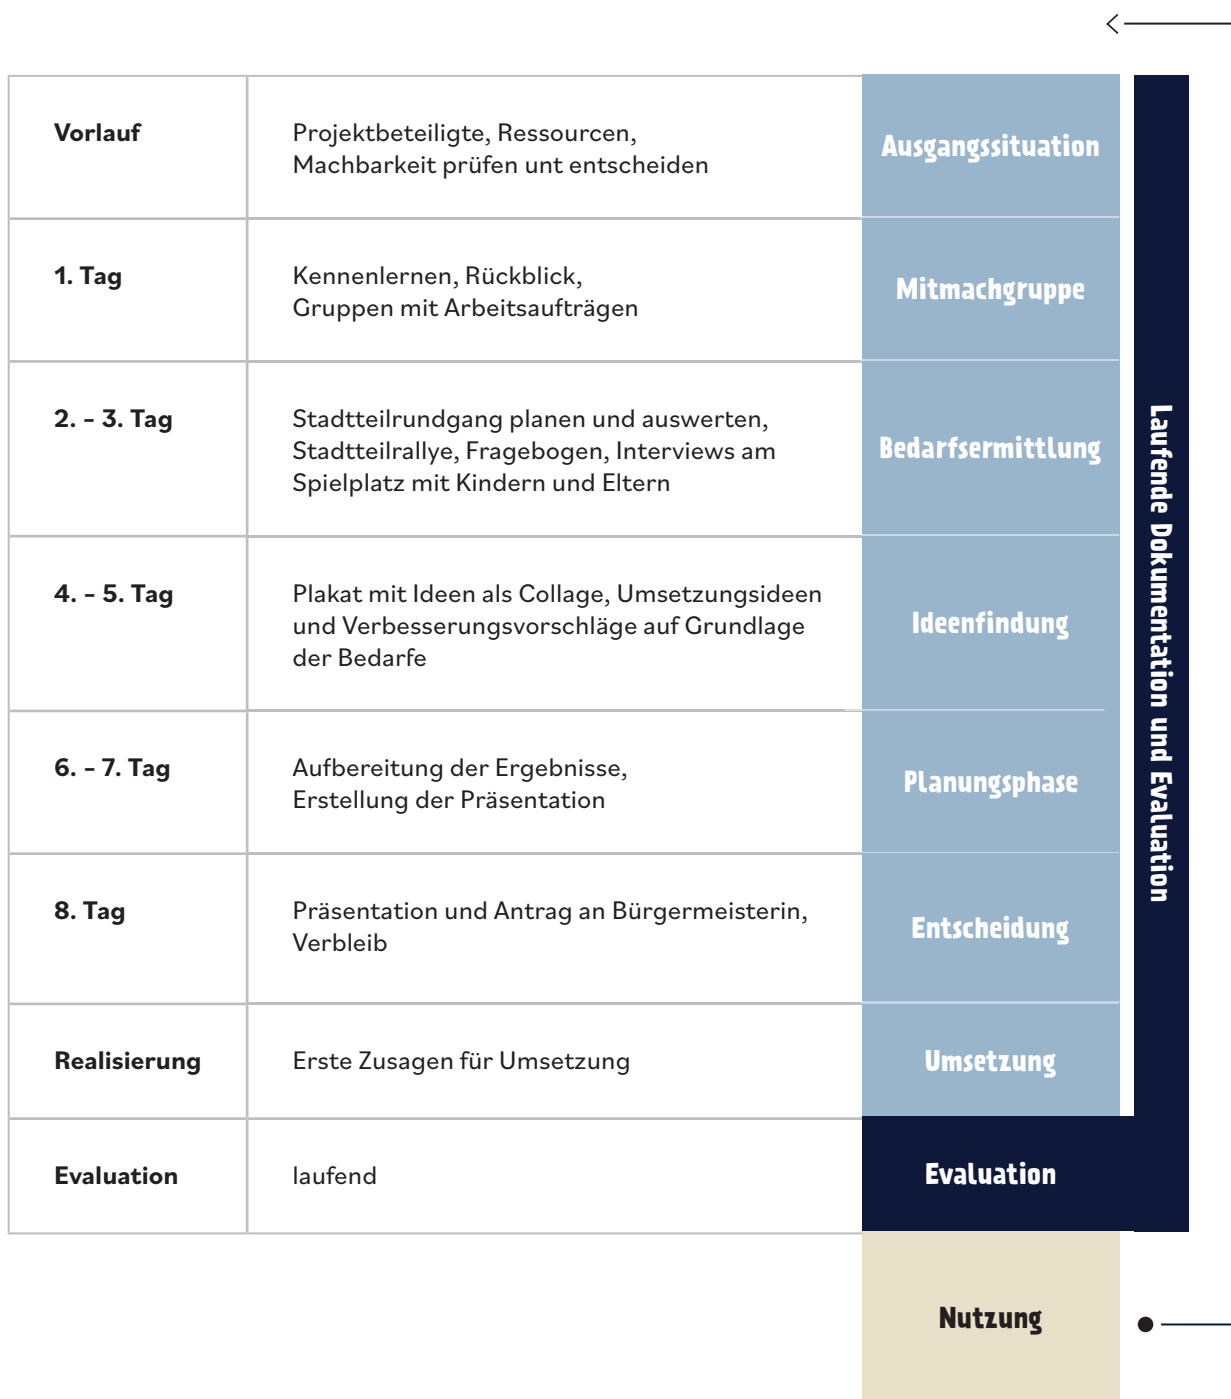 Vorlauf
Projektbeteiligte, Ressourcen,
Machbarkeit prüfen unt entscheiden
Ausgangssituation
1. Tag
Kennenlernen, Rückblick,
Gruppen mit Arbeitsaufträgen
Mitmachgruppe
2. – 3. Tag
Stadtteilrundgang planen und auswerten,
Stadtteilrallye, Fragebogen, Interviews am
Spielplatz mit Kindern und Eltern
Bedarfsermittlung
4. – 5. Tag
Plakat mit Ideen als Collage, Umsetzungsideen
und Verbesserungsvorschläge auf Grundlage
der Bedarfe
Ideenfindung
6. – 7. Tag
Aufbereitung der Ergebnisse,
Erstellung der Präsentation
Planungsphase
8. Tag
Präsentation und Antrag an Bürgermeisterin,
Verbleib
Entscheidung
Realisierung
Erste Zusagen für Umsetzung
Umsetzung
Evaluation
laufend
Evaluation
Nutzung
Laufende Dokumentation und Evaluation